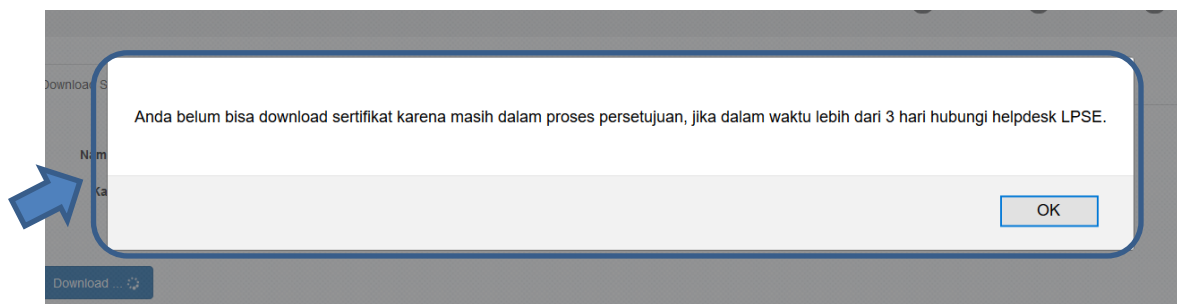 Download S
Anda belum bisa download sertifikat karena masih dalam proses persetujuan, jika dalam waktu lebih dari 3 hari hubungi helpdesk LPSE.
Nam
Ka
OK
Download ...